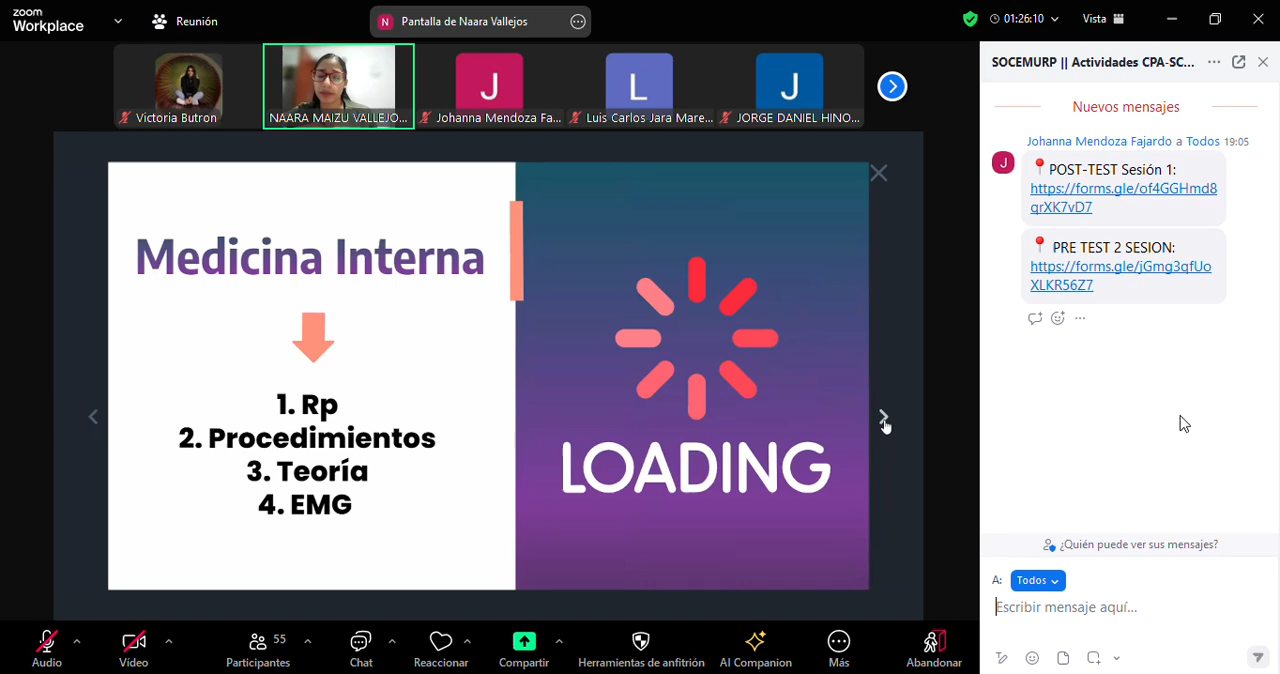 zoom
Workplace
Reunión
N
Pantalla de Naara Vallejos
01:26:10
Vista
Victoria Butron
NAARA MAIZU VALLEJO...
J
Johanna Mendoza Fa...
L
Luis Carlos Jara Mare...
J
JORGE DANIEL HINO...
Medicina Interna
1. Rp
2. Procedimientos
3. Teoría
4. EMG
LOADING
SOCEMURP || Actividades CPA-SC...
Nuevos mensajes
Johanna Mendoza Fajardo a Todos 19:05
J
POST-TEST Sesión 1:
https://forms.gle/of4GGHmd8
qrXK7vD7
PRE TEST 2 SESION:
https://forms.gle/jGmg3qfUo
XLKR56Z7
¿Quién puede ver sus mensajes?
A:
Todos
Escribir mensaje aquí...
Audio
Vídeo
55
Participantes
Chat
Reaccionar
Compartir
Herramientas de anfitrión
AI Companion
Más
Abandonar